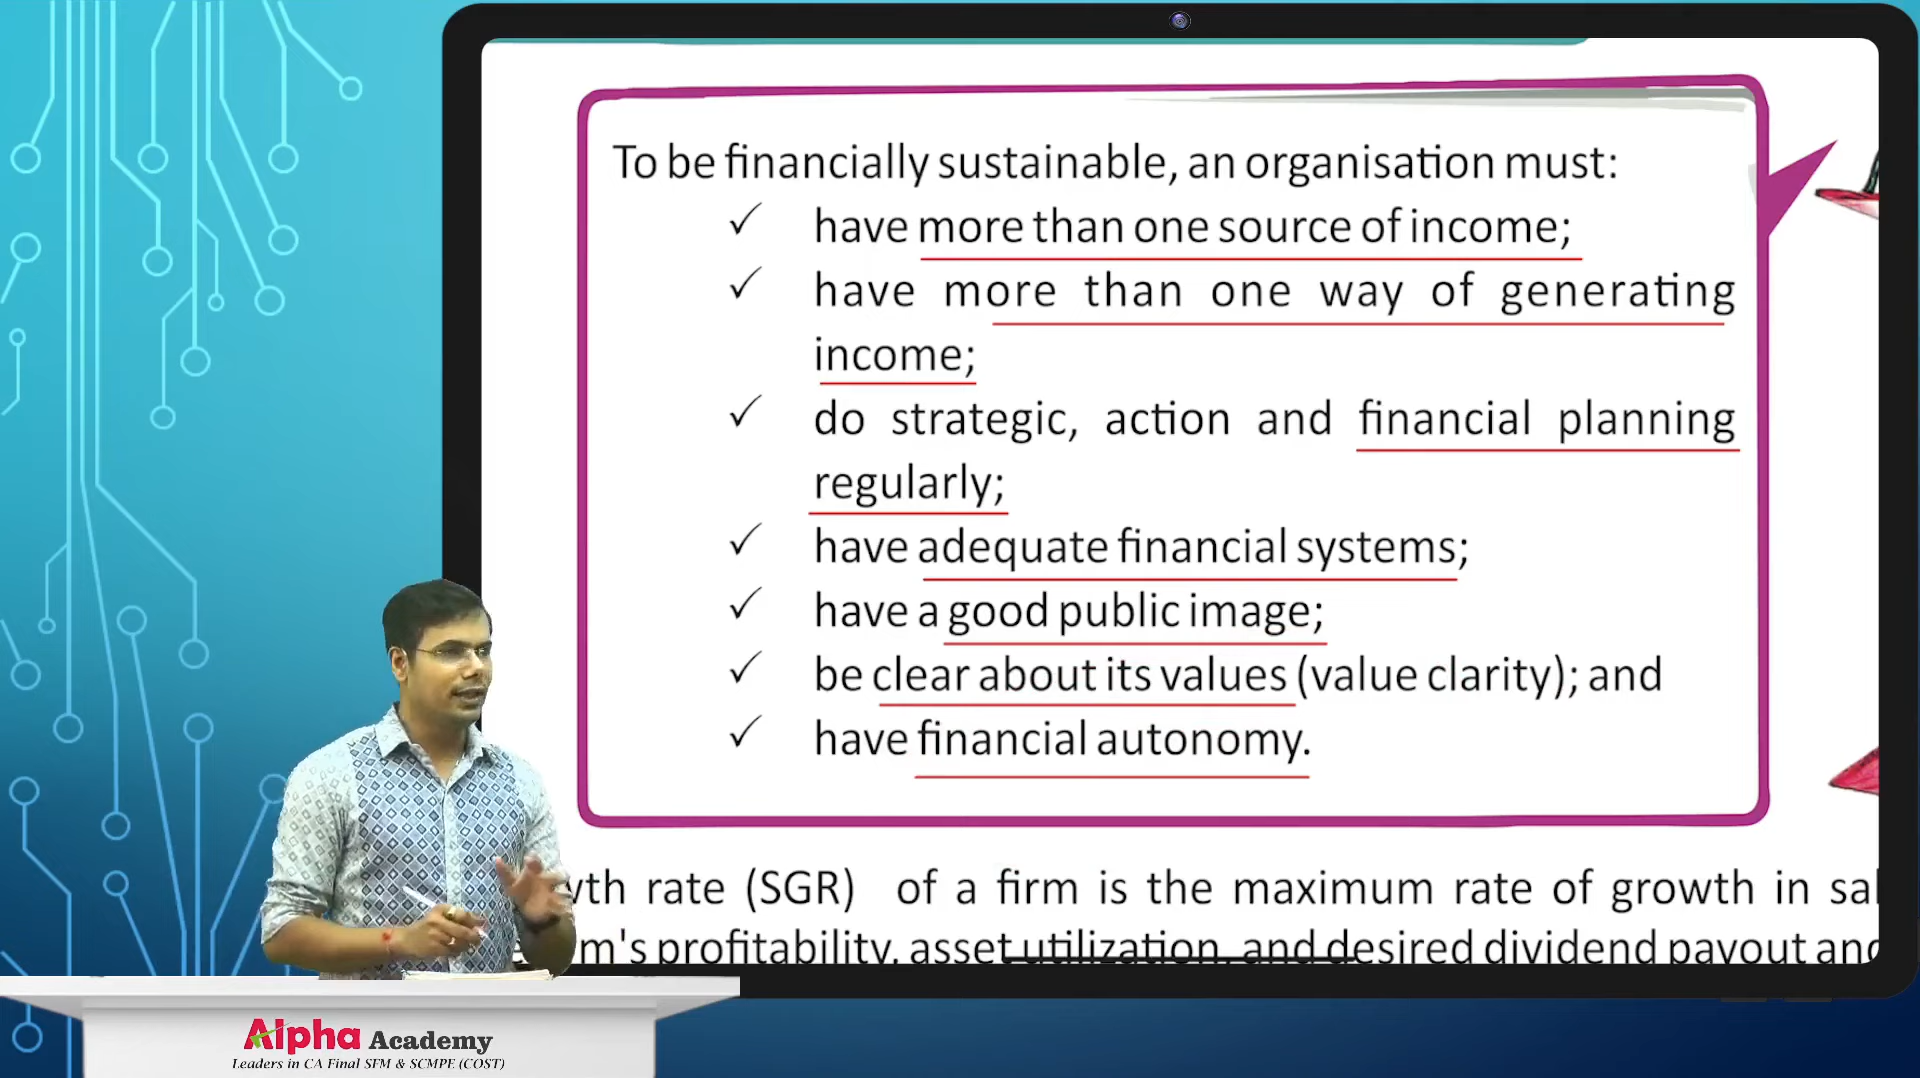 To be financially sustainable, an organisation must:
✓ have more than one source of income;
✓ have more than one way of generating
income;
✓ do strategic, action and financial planning
regularly;
✓ have adequate financial systems;
✓ have a good public image;
✓ be clear about its values (value clarity); and
✓ have financial autonomy.
rate (SGR) of a firm is the maximum rate of growth in
profitability, asset utilization, and desired dividend payout and
Alpha Academy
Leaders in CA Final SFM & SCMPE (COST)